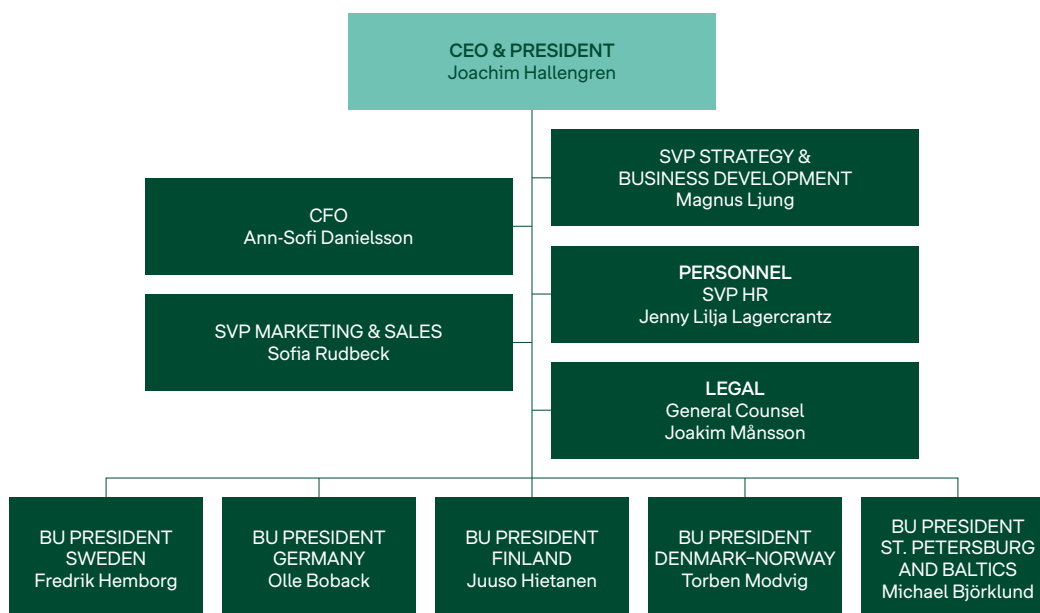 CEO & PRESIDENT
Joachim Hallengren
SVP STRATEGY &
BUSINESS DEVELOPMENT
Magnus Ljung
CFO
Ann-Sofi Danielsson
PERSONNEL
SVP HR
Jenny Lilja Lagercrantz
SVP MARKETING & SALES
Sofia Rudbeck
LEGAL
General Counsel
Joakim Månsson
BU PRESIDENT
SWEDEN
Fredrik Hemborg
BU PRESIDENT
GERMANY
Olle Boback
BU PRESIDENT
FINLAND
Juuso Hietanen
BU PRESIDENT
DENMARK–NORWAY
Torben Modvig
BU PRESIDENT
ST. PETERSBURG
AND BALTICS
Michael Björklund